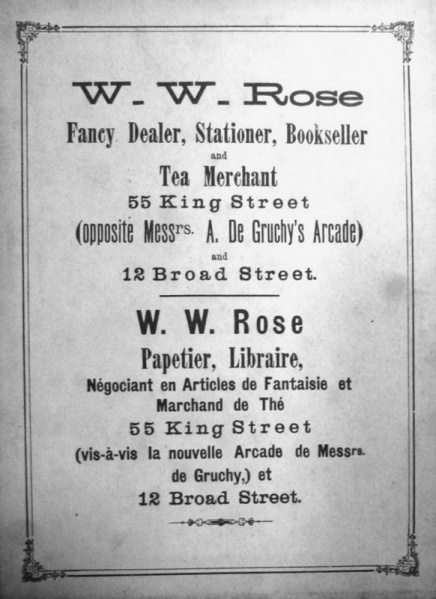 W. W. Rose
Fancy Dealer, Stationer, Bookseller
and
Tea Merchant
55 King Street
(opposite Messrs. A. De Gruchy's Arcade)
and
12 Broad Street.
W. W. Rose
Papetier, Libraire,
Négociant en Articles de Fantaisie et
Marchand de Thé
55 King Street
(vis-à-vis la nouvelle Arcade de Messrs.
de Gruchy,) et
12 Broad Street.